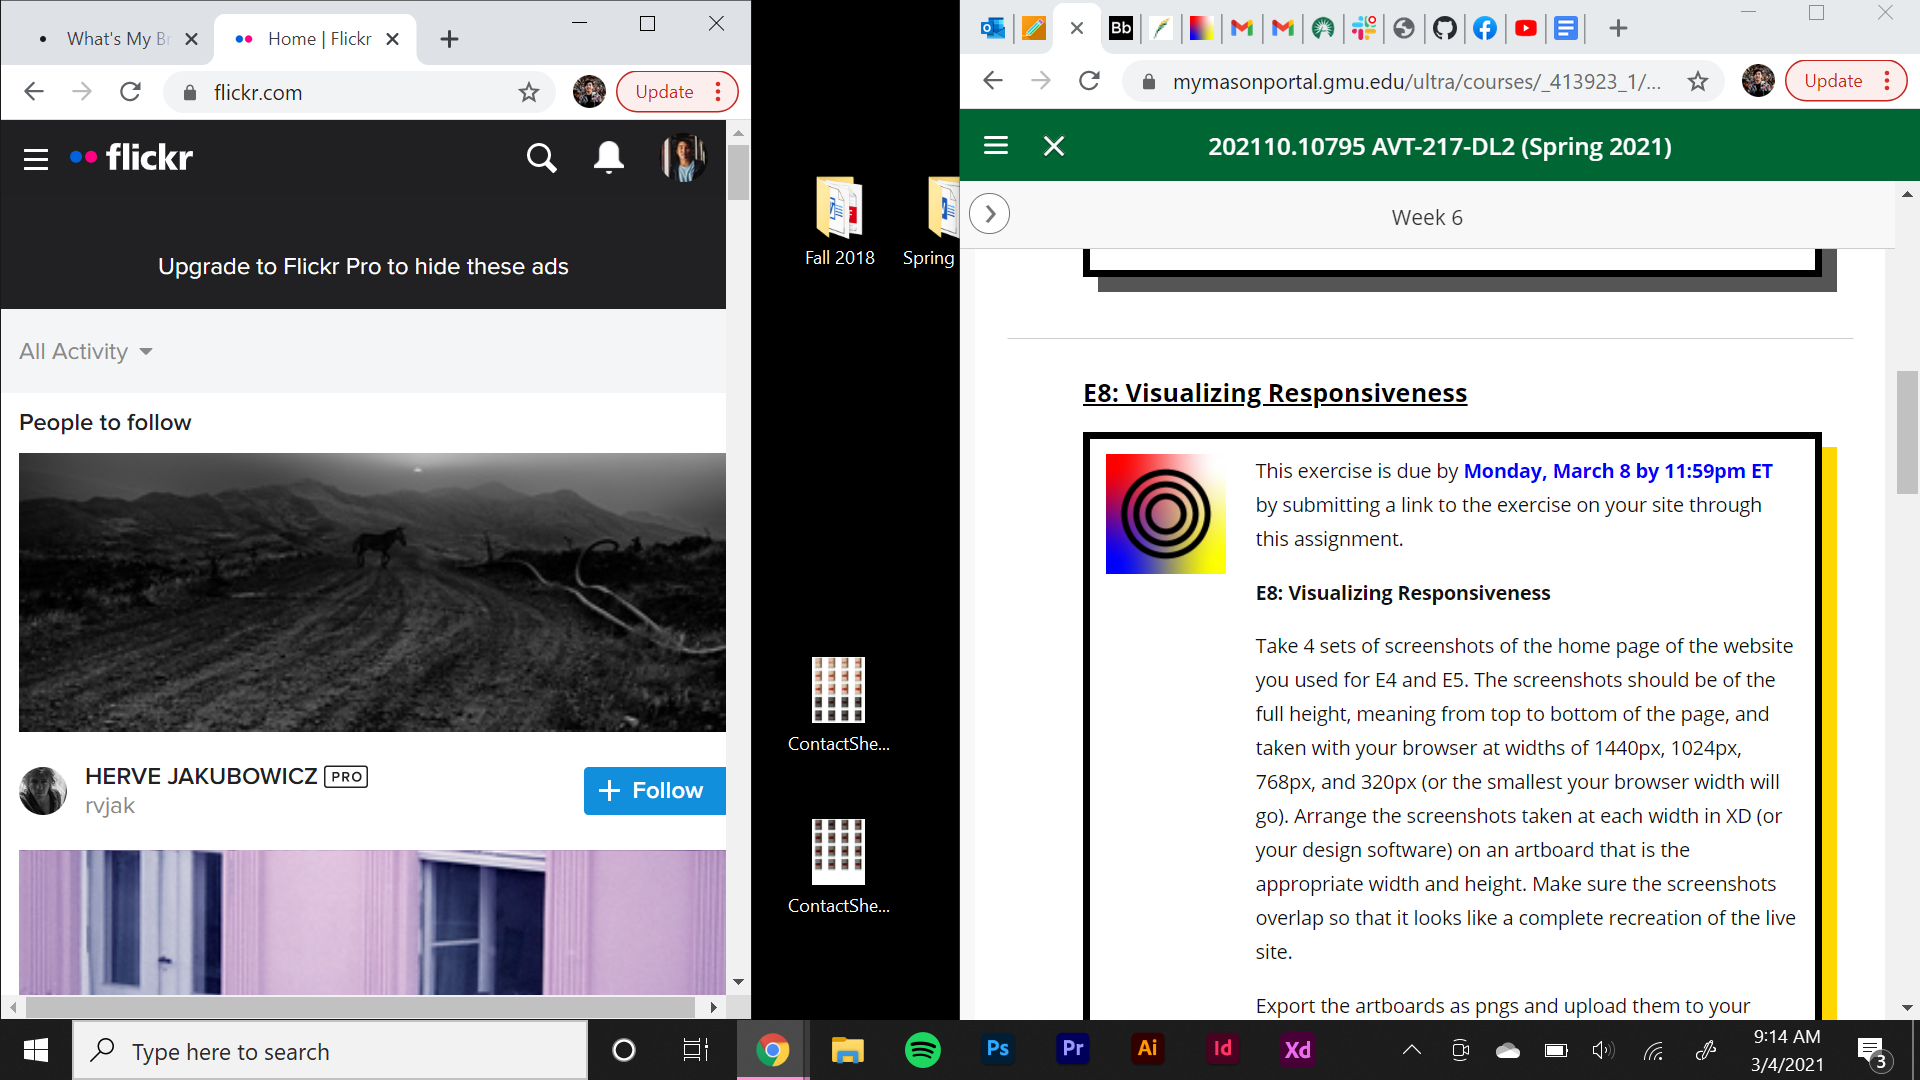 What's My Br
Home | Flickr
flickr.com
Update
flickr
Upgrade to Flickr Pro to hide these ads
All Activity
People to follow
HERVE JAKUBOWICZ PRO
rvjak
+ Follow
Fall 2018
Spring
ContactShe...
ContactShe...
Bb
mymasonportal.gmu.edu/ultra/courses/_413923_1/...
Update
202110.10795 AVT-217-DL2 (Spring 2021)
Week 6
E8: Visualizing Responsiveness
This exercise is due by Monday, March 8 by 11:59pm ET
by submitting a link to the exercise on your site through
this assignment.
E8: Visualizing Responsiveness
Take 4 sets of screenshots of the home page of the website
you used for E4 and E5. The screenshots should be of the
full height, meaning from top to bottom of the page, and
taken with your browser at widths of 1440px, 1024px,
768px, and 320px (or the smallest your browser width will
go). Arrange the screenshots taken at each width in XD (or
your design software) on an artboard that is the
appropriate width and height. Make sure the screenshots
overlap so that it looks like a complete recreation of the live
site.
Export the artboards as pngs and upload them to your
Type here to search
Ps
Pr
Ai
Id
Xd
9:14 AM
3/4/2021
3